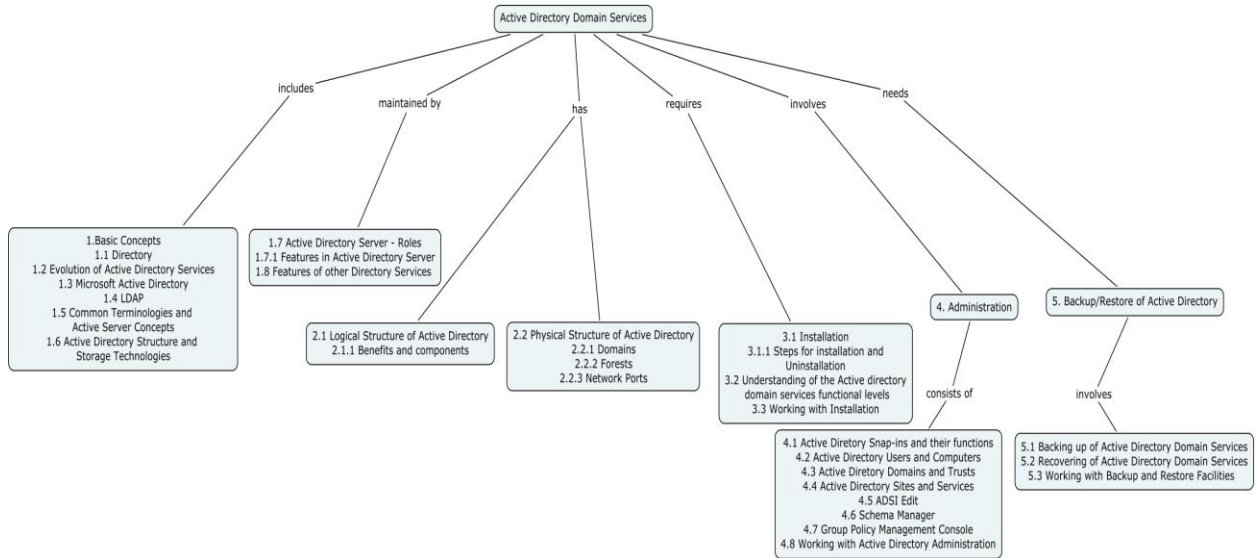 Active Directory Domain Services
includes
maintained by
has
requires
involves
needs
1.Basic Concepts
1.1 Directory
1.2 Evolution of Active Directory Services
1.3 Microsoft Active Directory
1.4 LDAP
1.5 Common Terminologies and
Active Server Concepts
1.6 Active Directory Structure and
Storage Technologies
1.7 Active Directory Server - Roles
1.7.1 Features in Active Directory Server
1.8 Features of other Directory Services
2.1 Logical Structure of Active Directory
2.1.1 Benefits and components
2.2 Physical Structure of Active Directory
2.2.1 Domains
2.2.2 Forests
2.2.3 Network Ports
3.1 Installation
3.1.1 Steps for installation and
Uninstallation
3.2 Understanding of the Active directory
domain services functional levels
3.3 Working with Installation
4. Administration
consists of
4.1 Active Diretory Snap-ins and their functions
4.2 Active Directory Users and Computers
4.3 Active Diretory Domains and Trusts
4.4 Active Directory Sites and Services
4.5 ADSI Edit
4.6 Schema Manager
4.7 Group Policy Management Console
4.8 Working with Active Directory Administration
5. Backup/Restore of Active Directory
involves
5.1 Backing up of Active Directory Domain Services
5.2 Recovering of Active Directory Domain Services
5.3 Working with Backup and Restore Facilities